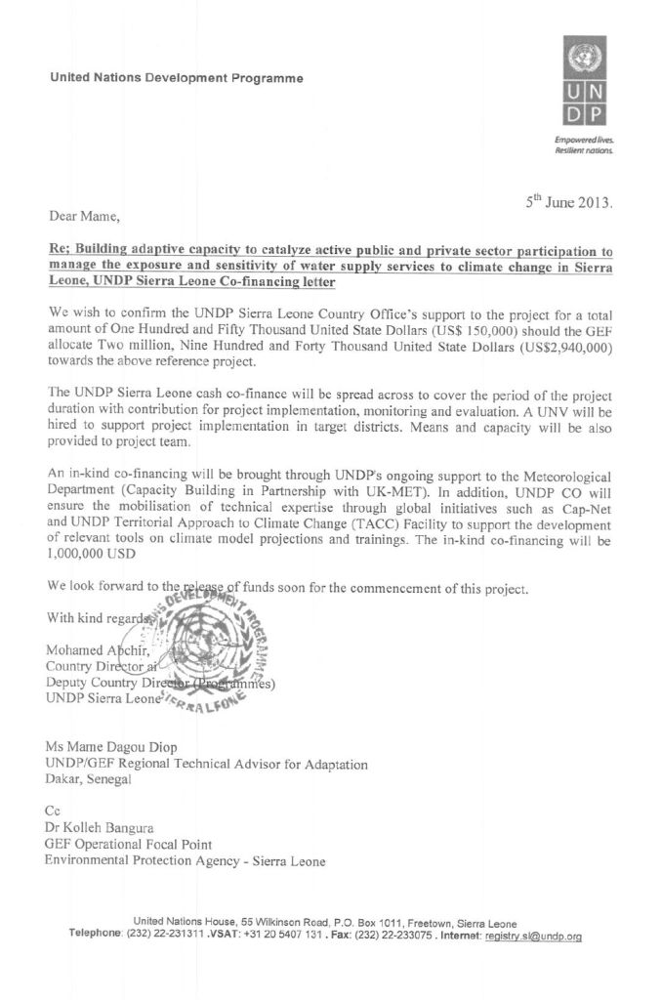 United Nations Development Programme
U N
D P
Empowered lives.
Resilient nations.
5th June 2013.
Dear Mame,
Re; Building adaptive capacity to catalyze active public and private sector participation to
manage the exposure and sensitivity of water supply services to climate change in Sierra
Leone, UNDP Sierra Leone Co-financing letter
We wish to confirm the UNDP Sierra Leone Country Office's support to the project for a total
amount of One Hundred and Fifty Thousand United State Dollars (US$ 150,000) should the GEF
allocate Two million, Nine Hundred and Forty Thousand United State Dollars (US$2,940,000)
towards the above reference project.
The UNDP Sierra Leone cash co-finance will be spread across to cover the period of the project
duration with contribution for project implementation, monitoring and evaluation. A UNV will be
hired to support project implementation in target districts. Means and capacity will be also
provided to project team.
An in-kind co-financing will be brought through UNDP's ongoing support to the Meteorological
Department (Capacity Building in Partnership with UK-MET). In addition, UNDP CO will
ensure the mobilisation of technical expertise through global initiatives such as Cap-Net
and UNDP Territorial Approach to Climate Change (TACC) Facility to support the development
of relevant tools on climate model projections and trainings. The in-kind co-financing will be
1,000,000 USD
We look forward to the release of funds soon for the commencement of this project.
With kind regards,
Mohamed Abchir,
Country Director ai
Deputy Country Director (Programmes)
UNDP Sierra Leone
NATIONS DEVELOPMENT PROGRAMME
SIERRA LEONE
Ms Mame Dagou Diop
UNDP/GEF Regional Technical Advisor for Adaptation
Dakar, Senegal
Cc
Dr Kolleh Bangura
GEF Operational Focal Point
Environmental Protection Agency - Sierra Leone
United Nations House, 55 Wilkinson Road, P.O. Box 1011, Freetown, Sierra Leone
Telephone: (232) 22-231311 .VSAT: +31 20 5407 131 . Fax: (232) 22-233075 . Internet: registry.sl@undp.org